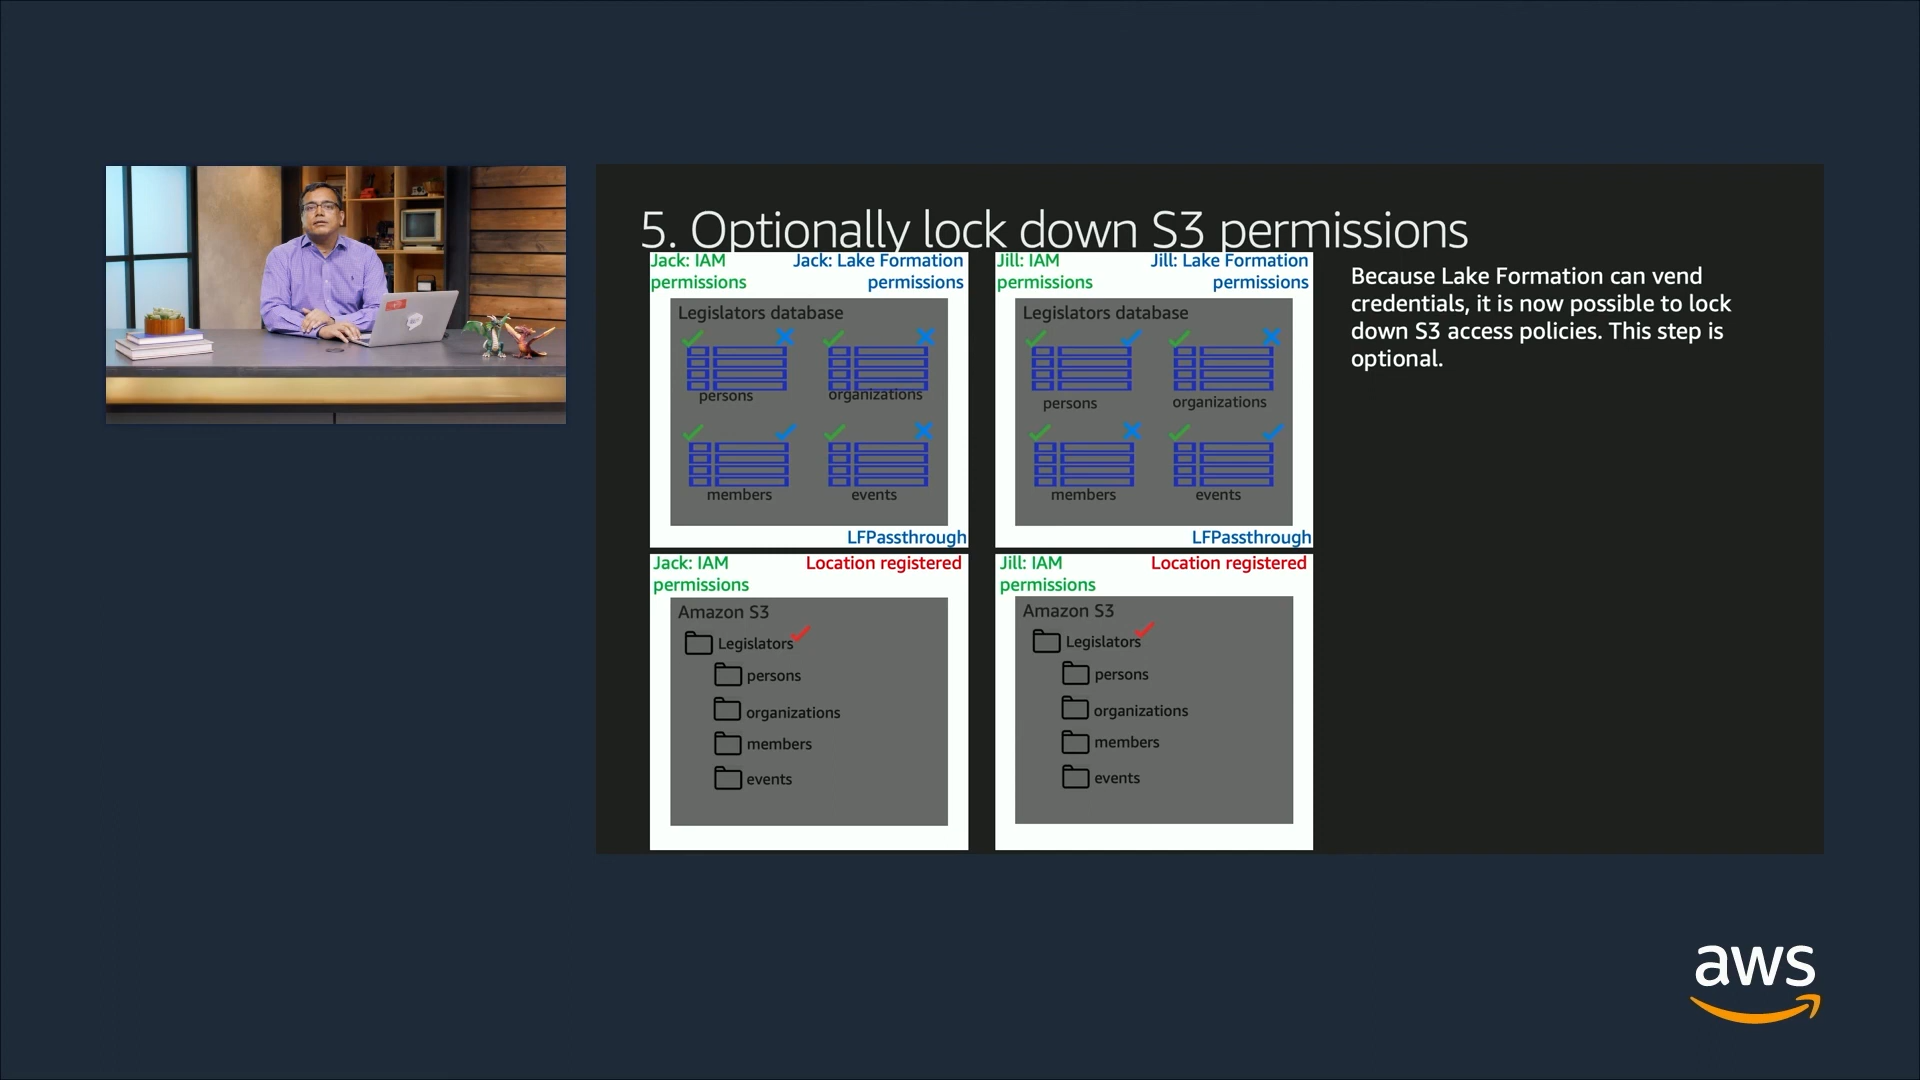 5. Optionally lock down S3 permissions
Jack: IAM
permissions
Jack: Lake Formation
permissions
Legislators database
persons
organizations
members
events
LFPassthrough
Jill: IAM
permissions
Jill: Lake Formation
permissions
Legislators database
persons
organizations
members
events
LFPassthrough
Because Lake Formation can vend
credentials, it is now possible to lock
down S3 access policies. This step is
optional.
Jack: IAM
permissions
Location registered
Amazon S3
Legislators
persons
organizations
members
events
Jill: IAM
permissions
Location registered
Amazon S3
Legislators
persons
organizations
members
events
aws